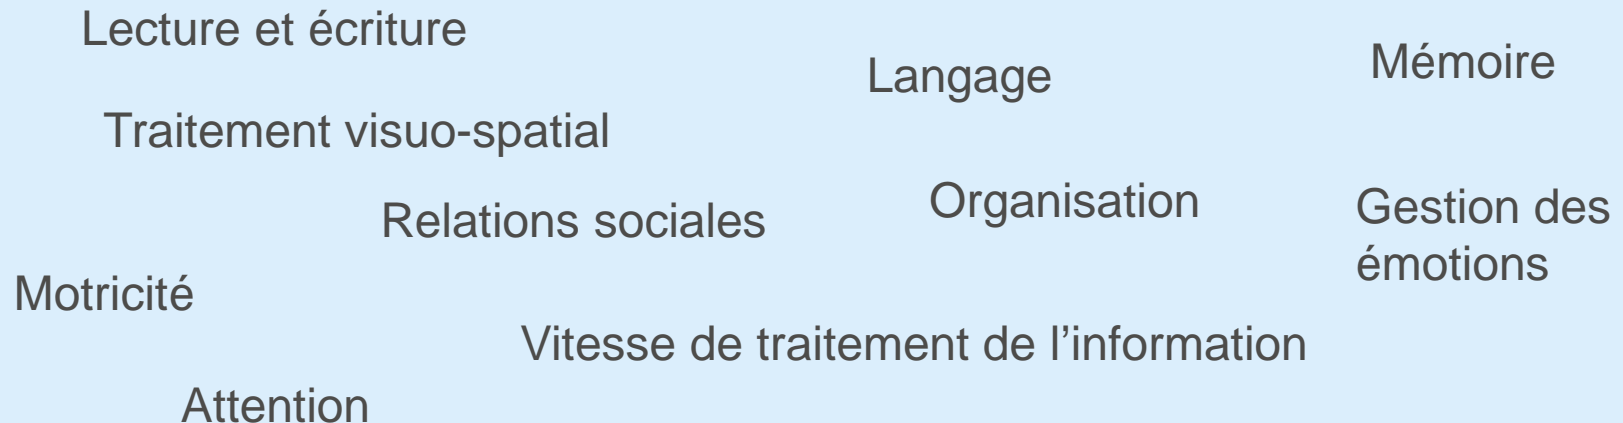 Lecture et écriture
Langage
Mémoire
Traitement visuo-spatial
Relations sociales
Organisation
Gestion des
émotions
Motricité
Vitesse de traitement de l’information
Attention